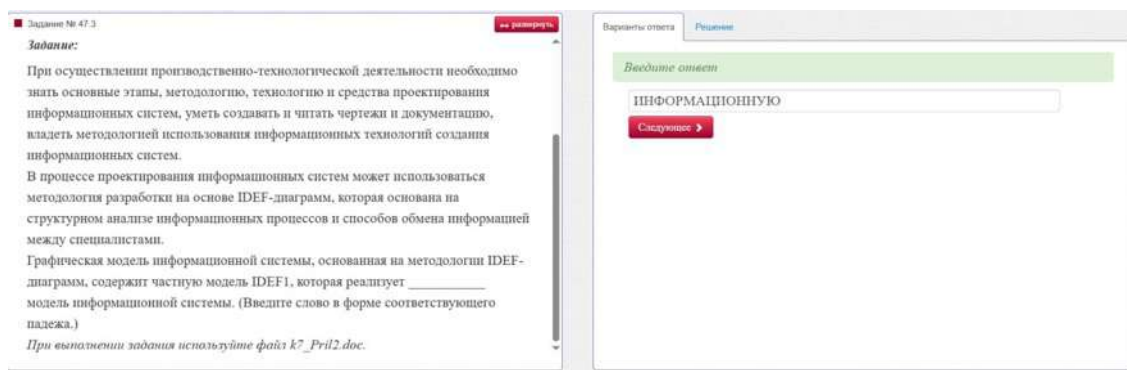 Задание № 47.3
развернуть
Задание:
При осуществлении производственно-технологической деятельности необходимо
знать основные этапы, методологию, технологию и средства проектирования
информационных систем, уметь создавать и читать чертежи и документацию,
владеть методологией использования информационных технологий создания
информационных систем.
В процессе проектирования информационных систем может использоваться
методология разработки на основе IDEF-диаграмм, которая основана на
структурном анализе информационных процессов и способов обмена информацией
между специалистами.
Графическая модель информационной системы, основанная на методологии IDEF-
диаграмм, содержит частную модель IDEF1, которая реализует ___________
модель информационной системы. (Введите слово в форме соответствующего
падежа.)
При выполнении задания используйте файл k7_Pril2.doc.
Варианты ответа
Решение
Введите ответ
ИНФОРМАЦИОННУЮ
Следующее